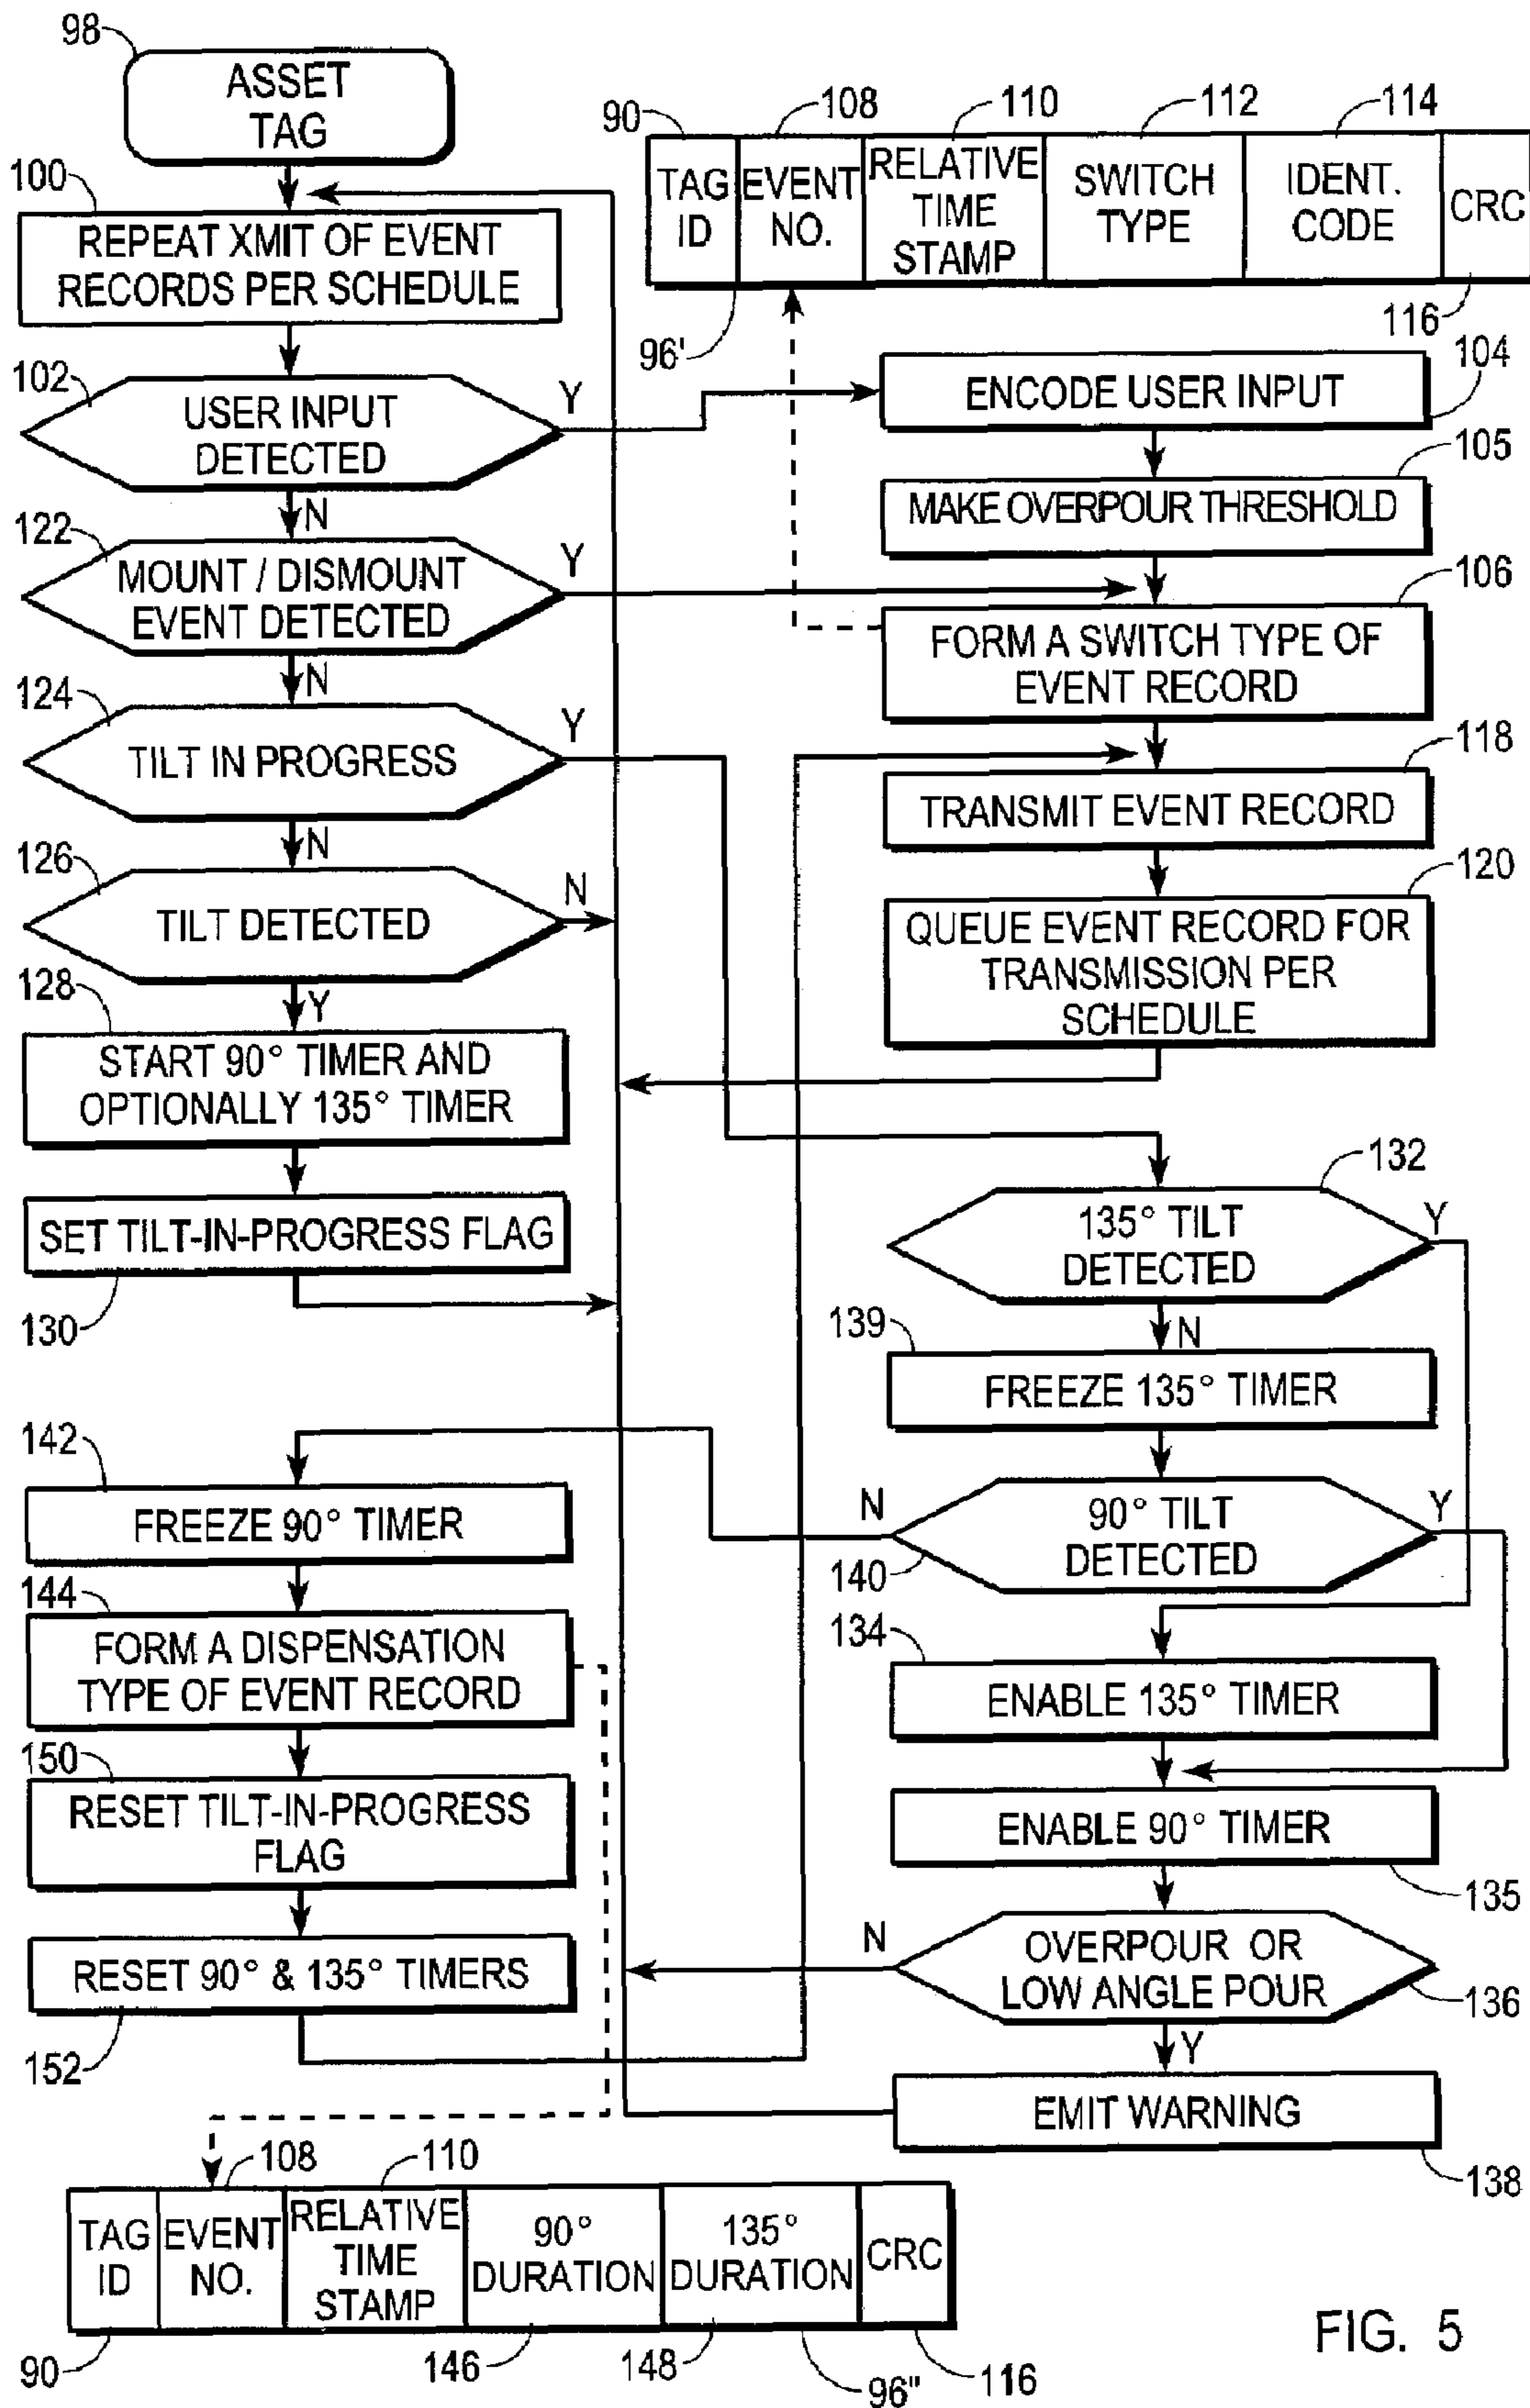 98
ASSET
TAG
100
REPEAT XMIT OF EVENT
RECORDS PER SCHEDULE
102
USER INPUT
DETECTED
Y
N
122
MOUNT / DISMOUNT
EVENT DETECTED
Y
N
124
TILT IN PROGRESS
Y
N
126
TILT DETECTED
N
Y
128
START 90° TIMER AND
OPTIONALLY 135° TIMER
SET TILT-IN-PROGRESS FLAG
130
142
FREEZE 90° TIMER
144
FORM A DISPENSATION
TYPE OF EVENT RECORD
150
RESET TILT-IN-PROGRESS
FLAG
RESET 90° & 135° TIMERS
152
90
108
110
112
114
TAG
ID
EVENT
NO.
RELATIVE
TIME
STAMP
SWITCH
TYPE
IDENT.
CODE
CRC
96'
116
ENCODE USER INPUT
104
105
MAKE OVERPOUR THRESHOLD
106
FORM A SWITCH TYPE OF
EVENT RECORD
118
TRANSMIT EVENT RECORD
120
QUEUE EVENT RECORD FOR
TRANSMISSION PER
SCHEDULE
132
135° TILT
DETECTED
Y
N
139
FREEZE 135° TIMER
N
90° TILT
DETECTED
Y
140
134
ENABLE 135° TIMER
ENABLE 90° TIMER
135
N
OVERPOUR OR
LOW ANGLE POUR
136
Y
EMIT WARNING
138
108
110
TAG
ID
EVENT
NO.
RELATIVE
TIME
STAMP
90°
DURATION
135°
DURATION
CRC
90
146
148
96"
116
FIG. 5